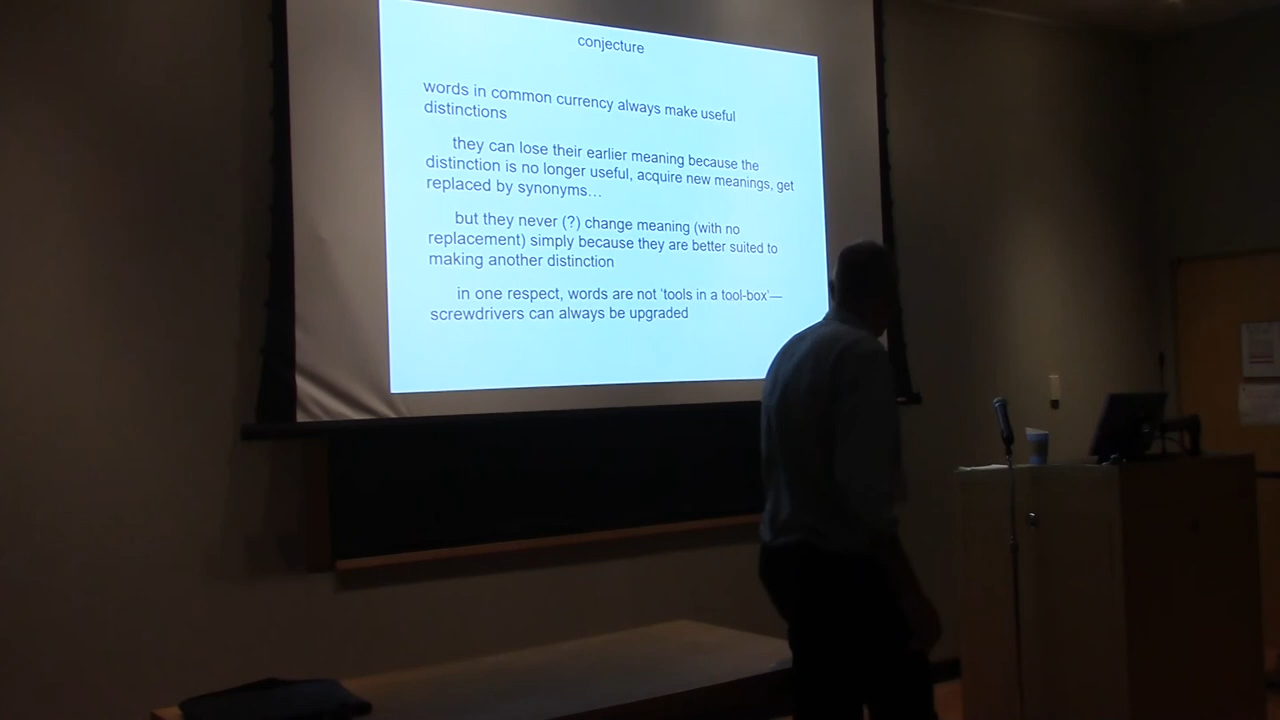 conjecture
words in common currency always make useful
distinctions
they can lose their earlier meaning because the
distinction is no longer useful, acquire new meanings, get
replaced by synonyms…
but they never (?) change meaning (with no
replacement) simply because they are better suited to
making another distinction
in one respect, words are not ‘tools in a tool-box’—
screwdrivers can always be upgraded